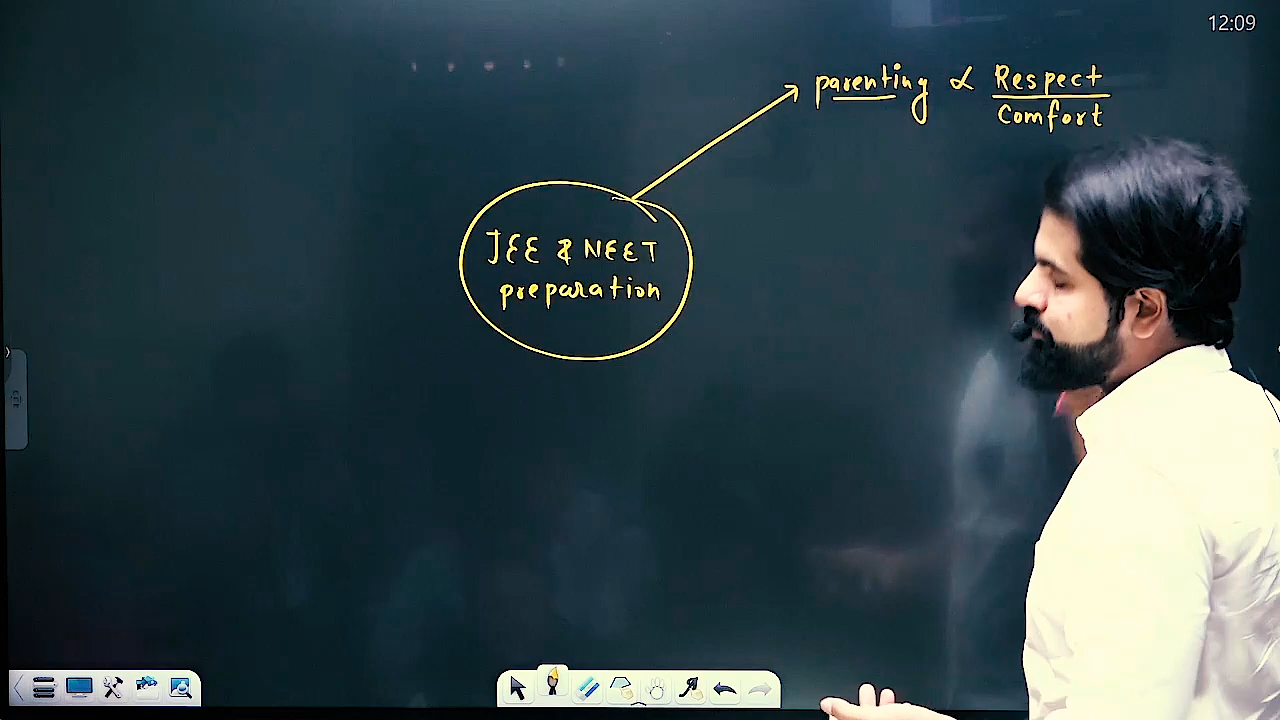 12:09
parenting ∝ Respect
Comfort
JEE & NEET
preparation